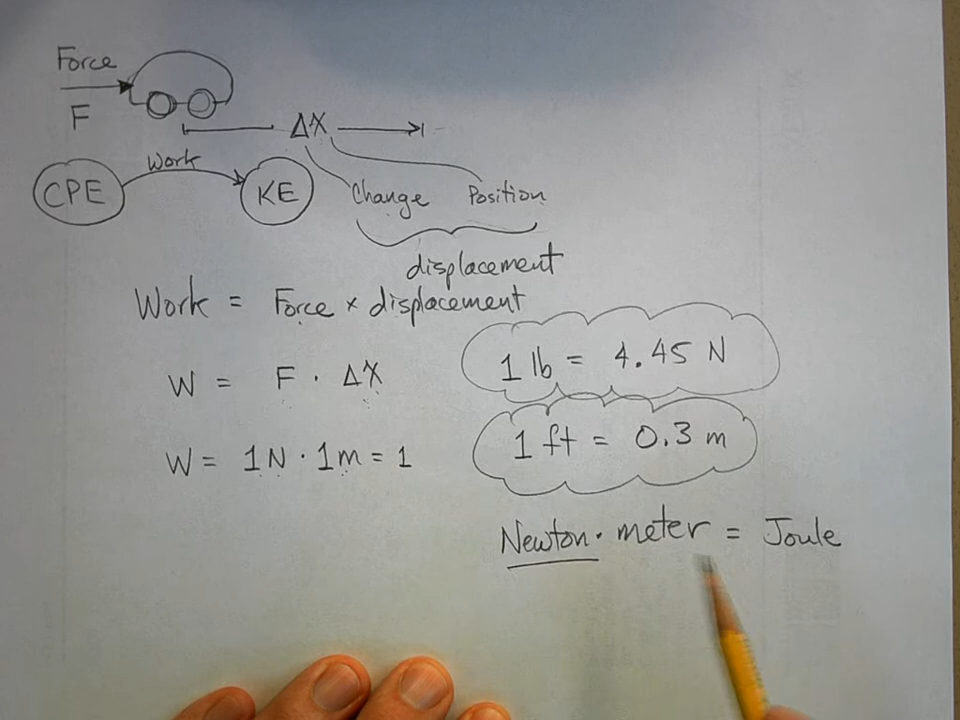 Force
F
ΔX
Work
CPE
KE
Change Position
displacement
Work = Force × displacement
1 lb = 4.45 N
W = F · ΔX
1 ft = 0.3 m
W = 1N · 1m = 1
Newton · meter = Joule